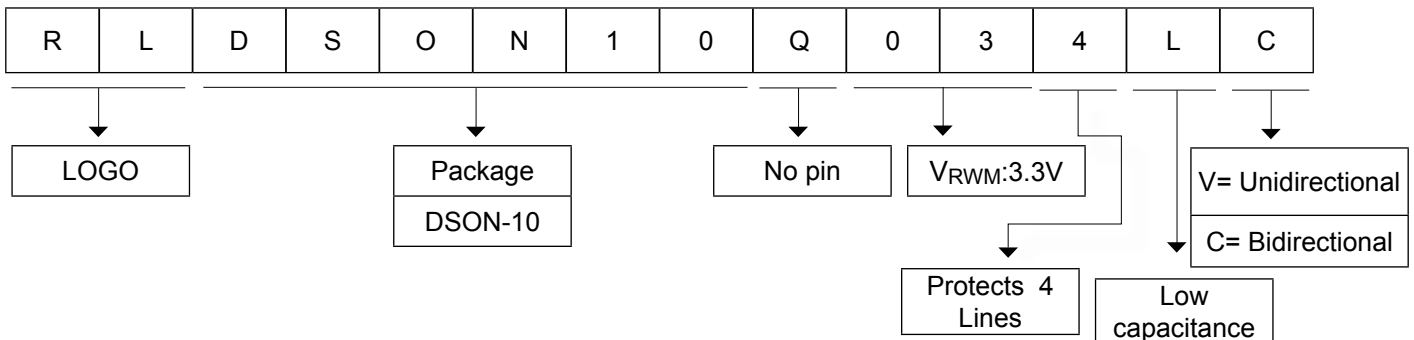 R L D S O N 1 0 Q 0 3 4 L C
LOGO
Package
DSON-10
No pin
VRWM:3.3V
V= Unidirectional
C= Bidirectional
Protects 4
Lines
Low
capacitance